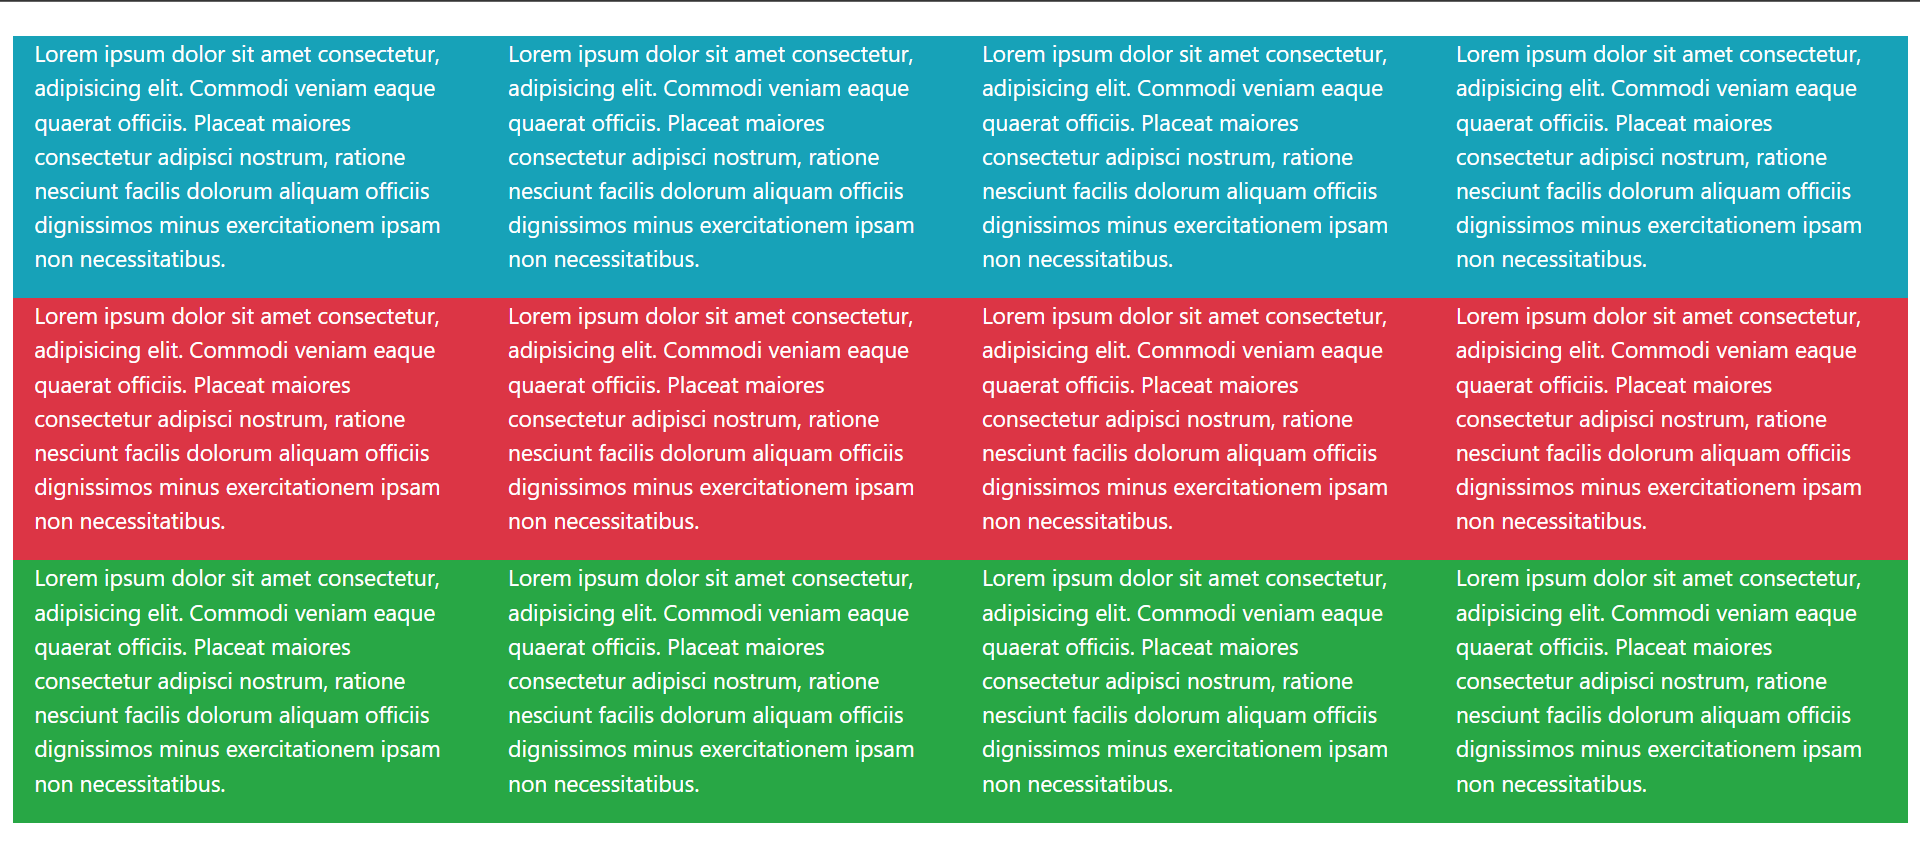 Lorem ipsum dolor sit amet consectetur,
adipisicing elit. Commodi veniam eaque
quaerat officiis. Placeat maiores
consectetur adipisci nostrum, ratione
nesciunt facilis dolorum aliquam officiis
dignissimos minus exercitationem ipsam
non necessitatibus.
Lorem ipsum dolor sit amet consectetur,
adipisicing elit. Commodi veniam eaque
quaerat officiis. Placeat maiores
consectetur adipisci nostrum, ratione
nesciunt facilis dolorum aliquam officiis
dignissimos minus exercitationem ipsam
non necessitatibus.
Lorem ipsum dolor sit amet consectetur,
adipisicing elit. Commodi veniam eaque
quaerat officiis. Placeat maiores
consectetur adipisci nostrum, ratione
nesciunt facilis dolorum aliquam officiis
dignissimos minus exercitationem ipsam
non necessitatibus.
Lorem ipsum dolor sit amet consectetur,
adipisicing elit. Commodi veniam eaque
quaerat officiis. Placeat maiores
consectetur adipisci nostrum, ratione
nesciunt facilis dolorum aliquam officiis
dignissimos minus exercitationem ipsam
non necessitatibus.
Lorem ipsum dolor sit amet consectetur,
adipisicing elit. Commodi veniam eaque
quaerat officiis. Placeat maiores
consectetur adipisci nostrum, ratione
nesciunt facilis dolorum aliquam officiis
dignissimos minus exercitationem ipsam
non necessitatibus.
Lorem ipsum dolor sit amet consectetur,
adipisicing elit. Commodi veniam eaque
quaerat officiis. Placeat maiores
consectetur adipisci nostrum, ratione
nesciunt facilis dolorum aliquam officiis
dignissimos minus exercitationem ipsam
non necessitatibus.
Lorem ipsum dolor sit amet consectetur,
adipisicing elit. Commodi veniam eaque
quaerat officiis. Placeat maiores
consectetur adipisci nostrum, ratione
nesciunt facilis dolorum aliquam officiis
dignissimos minus exercitationem ipsam
non necessitatibus.
Lorem ipsum dolor sit amet consectetur,
adipisicing elit. Commodi veniam eaque
quaerat officiis. Placeat maiores
consectetur adipisci nostrum, ratione
nesciunt facilis dolorum aliquam officiis
dignissimos minus exercitationem ipsam
non necessitatibus.
Lorem ipsum dolor sit amet consectetur,
adipisicing elit. Commodi veniam eaque
quaerat officiis. Placeat maiores
consectetur adipisci nostrum, ratione
nesciunt facilis dolorum aliquam officiis
dignissimos minus exercitationem ipsam
non necessitatibus.
Lorem ipsum dolor sit amet consectetur,
adipisicing elit. Commodi veniam eaque
quaerat officiis. Placeat maiores
consectetur adipisci nostrum, ratione
nesciunt facilis dolorum aliquam officiis
dignissimos minus exercitationem ipsam
non necessitatibus.
Lorem ipsum dolor sit amet consectetur,
adipisicing elit. Commodi veniam eaque
quaerat officiis. Placeat maiores
consectetur adipisci nostrum, ratione
nesciunt facilis dolorum aliquam officiis
dignissimos minus exercitationem ipsam
non necessitatibus.
Lorem ipsum dolor sit amet consectetur,
adipisicing elit. Commodi veniam eaque
quaerat officiis. Placeat maiores
consectetur adipisci nostrum, ratione
nesciunt facilis dolorum aliquam officiis
dignissimos minus exercitationem ipsam
non necessitatibus.